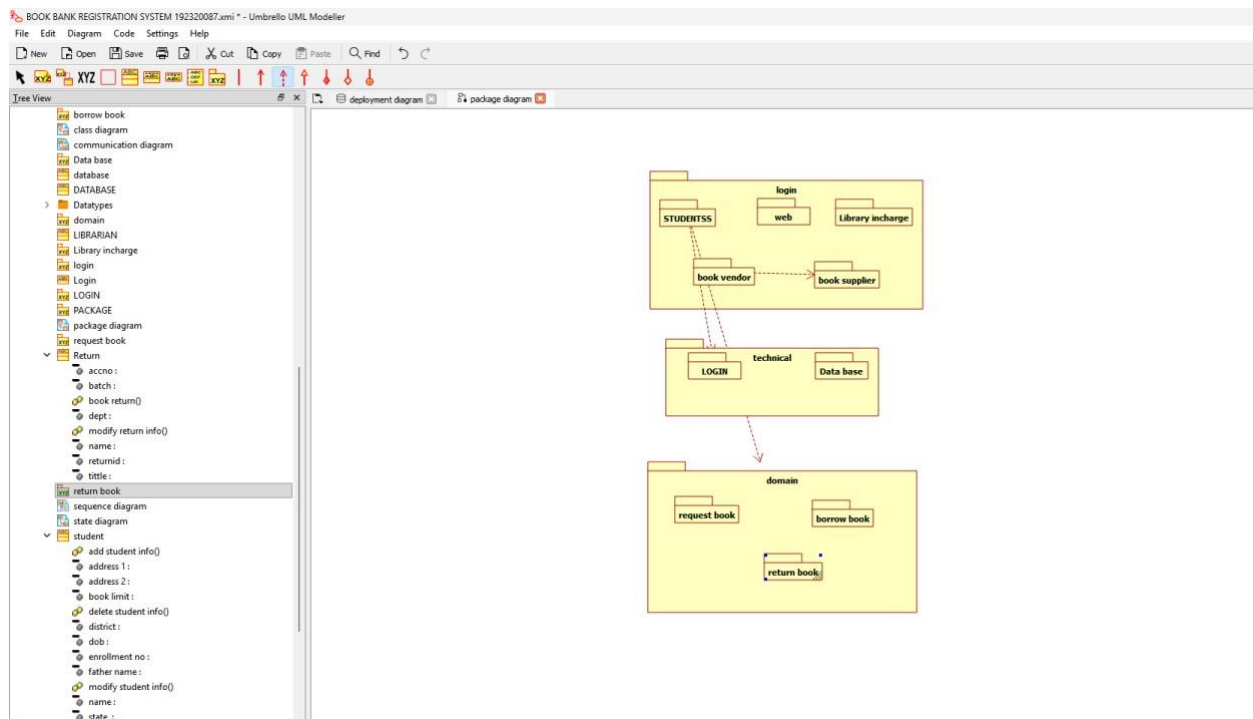 BOOK BANK REGISTRATION SYSTEM 192320087.xmi * - Umbrello UML Modeller
File Edit Diagram Code Settings Help
New Open Save Cut Copy Paste Find
XYZ
Tree View
deployment diagram package diagram
borrow book
class diagram
communication diagram
Data base
database
DATABASE
Datatypes
domain
LIBRARIAN
Library incharge
login
Login
LOGIN
PACKAGE
package diagram
request book
Return
accno :
batch :
book return()
dept :
modify return info()
name :
returnid :
tittle :
return book
sequence diagram
state diagram
student
add student info()
address 1 :
address 2 :
book limit :
delete student info()
district :
dob :
enrollment no :
father name :
modify student info()
name :
state :
login
STUDENTSS web Library incharge
book vendor book supplier
technical
LOGIN Data base
domain
request book borrow book
return book